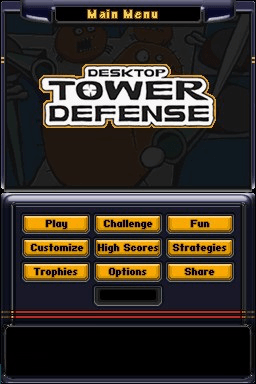 Main Menu
DESKTOP
TOWER
DEFENSE
Play Challenge Fun
Customize High Scores Strategies
Trophies Options Share